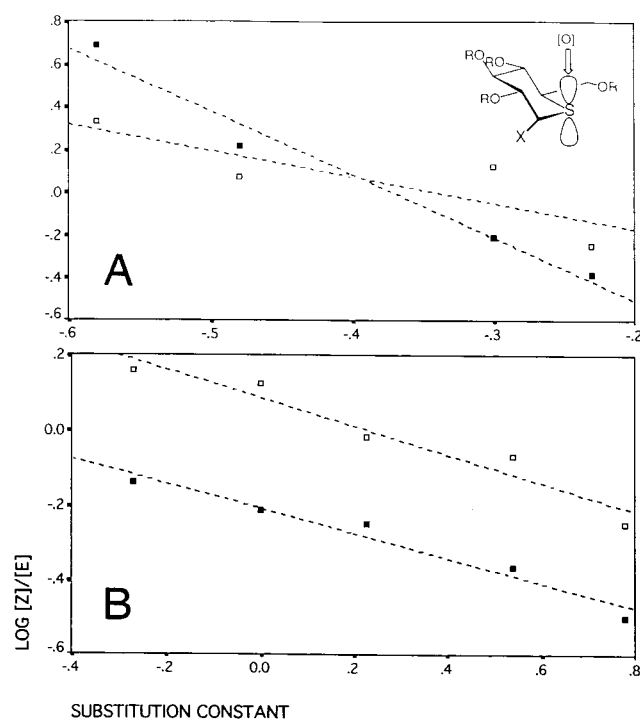 .8
.6
.4
.2
.0
-.2
-.4
-.6
-.6
-.5
-.4
-.3
-.2
A
[O]
RO
RO
RO
OR
S
X
.2
0.0
-.2
-.4
-.6
-.4
-.2
0.0
.2
.4
.6
.8
B
LOG [Z]/[E]
SUBSTITUTION CONSTANT